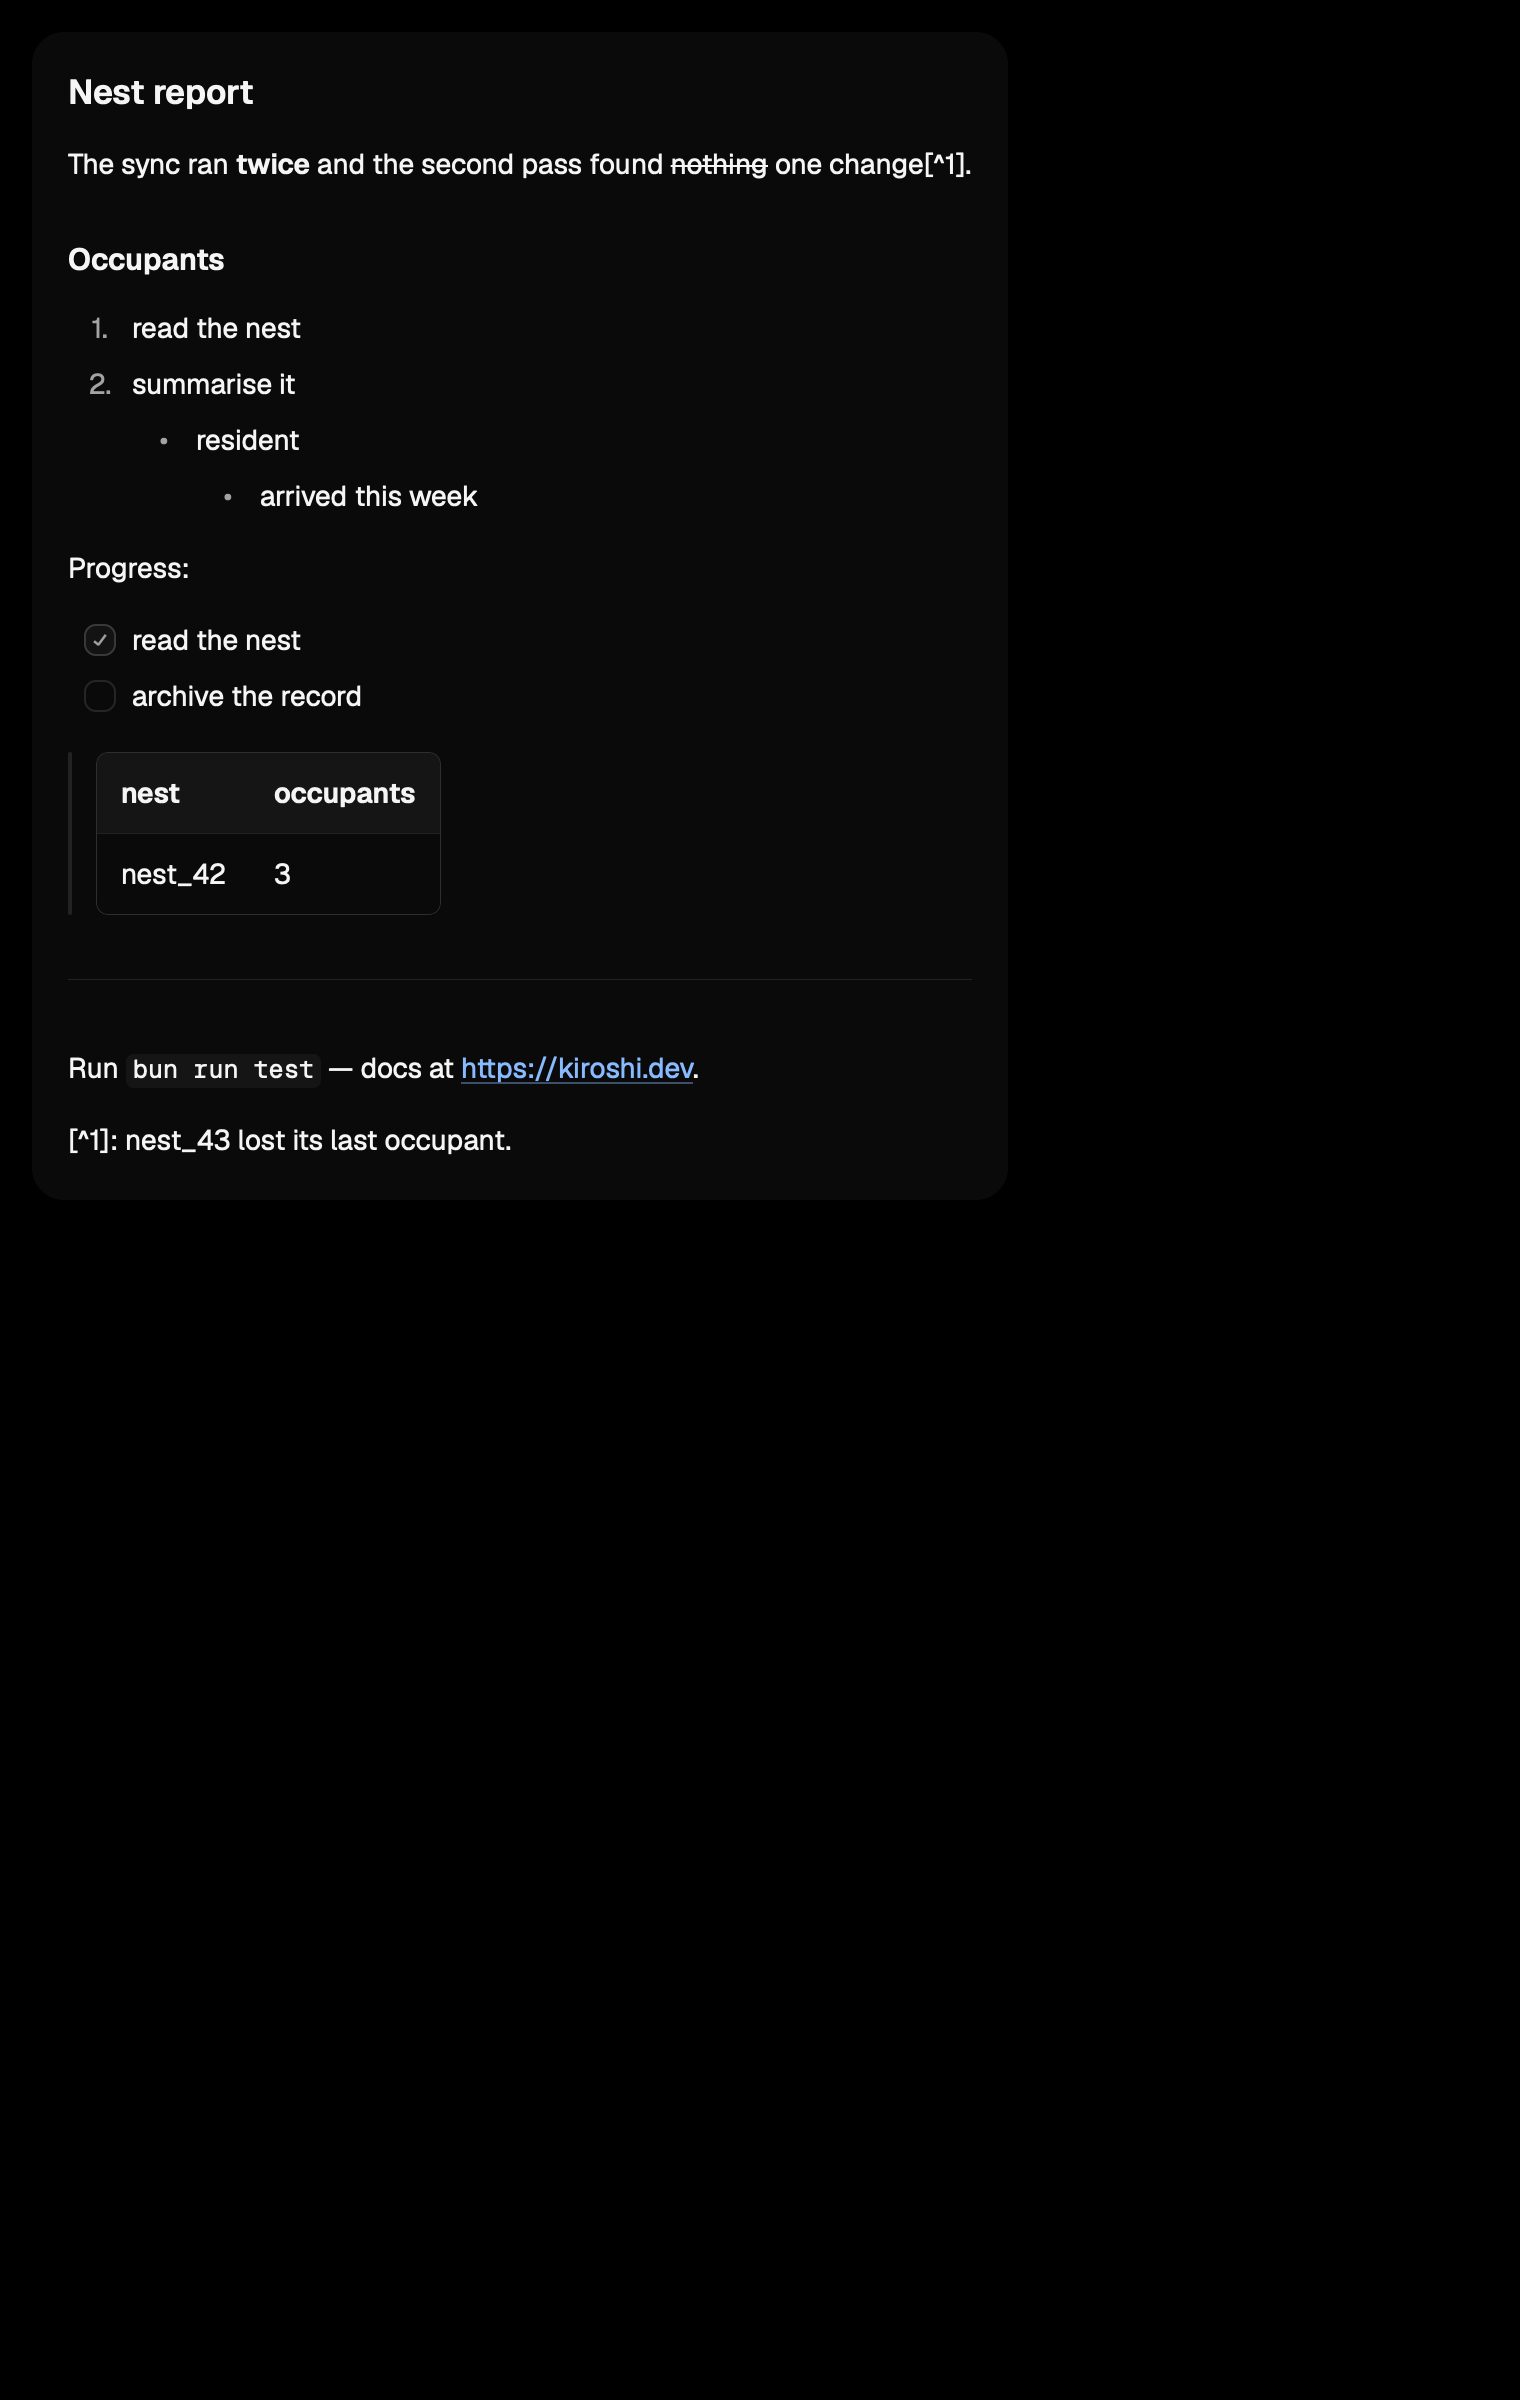 Nest report
The sync ran twice and the second pass found nothing one change[^1].
Occupants
1. read the nest
2. summarise it
• resident
• arrived this week
Progress:
read the nest
archive the record
nest occupants
nest_42 3
Run bun run test — docs at https://kiroshi.dev.
[^1]: nest_43 lost its last occupant.